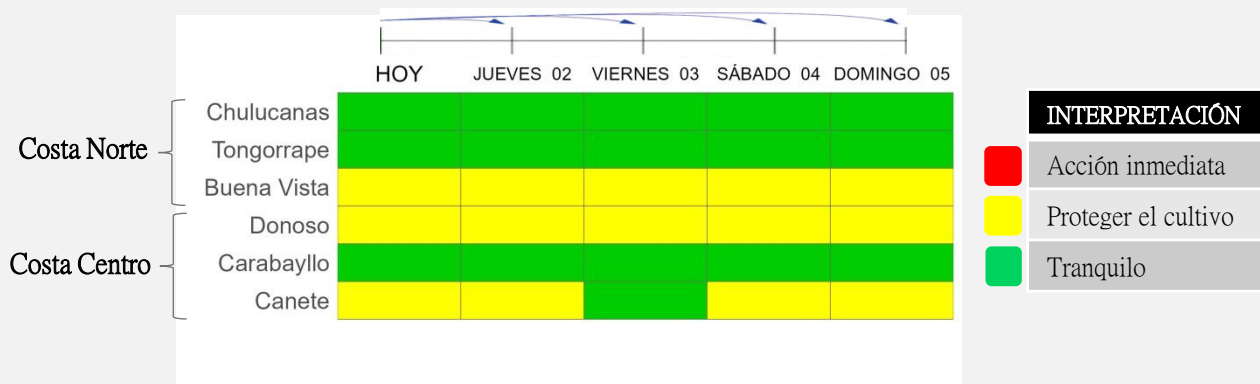 HOY JUEVES 02 VIERNES 03 SÁBADO 04 DOMINGO 05
Costa Norte
Chulucanas
Tongorrape
Buena Vista
Costa Centro
Donoso
Carabayllo
Canete
INTERPRETACIÓN
Acción inmediata
Proteger el cultivo
Tranquilo